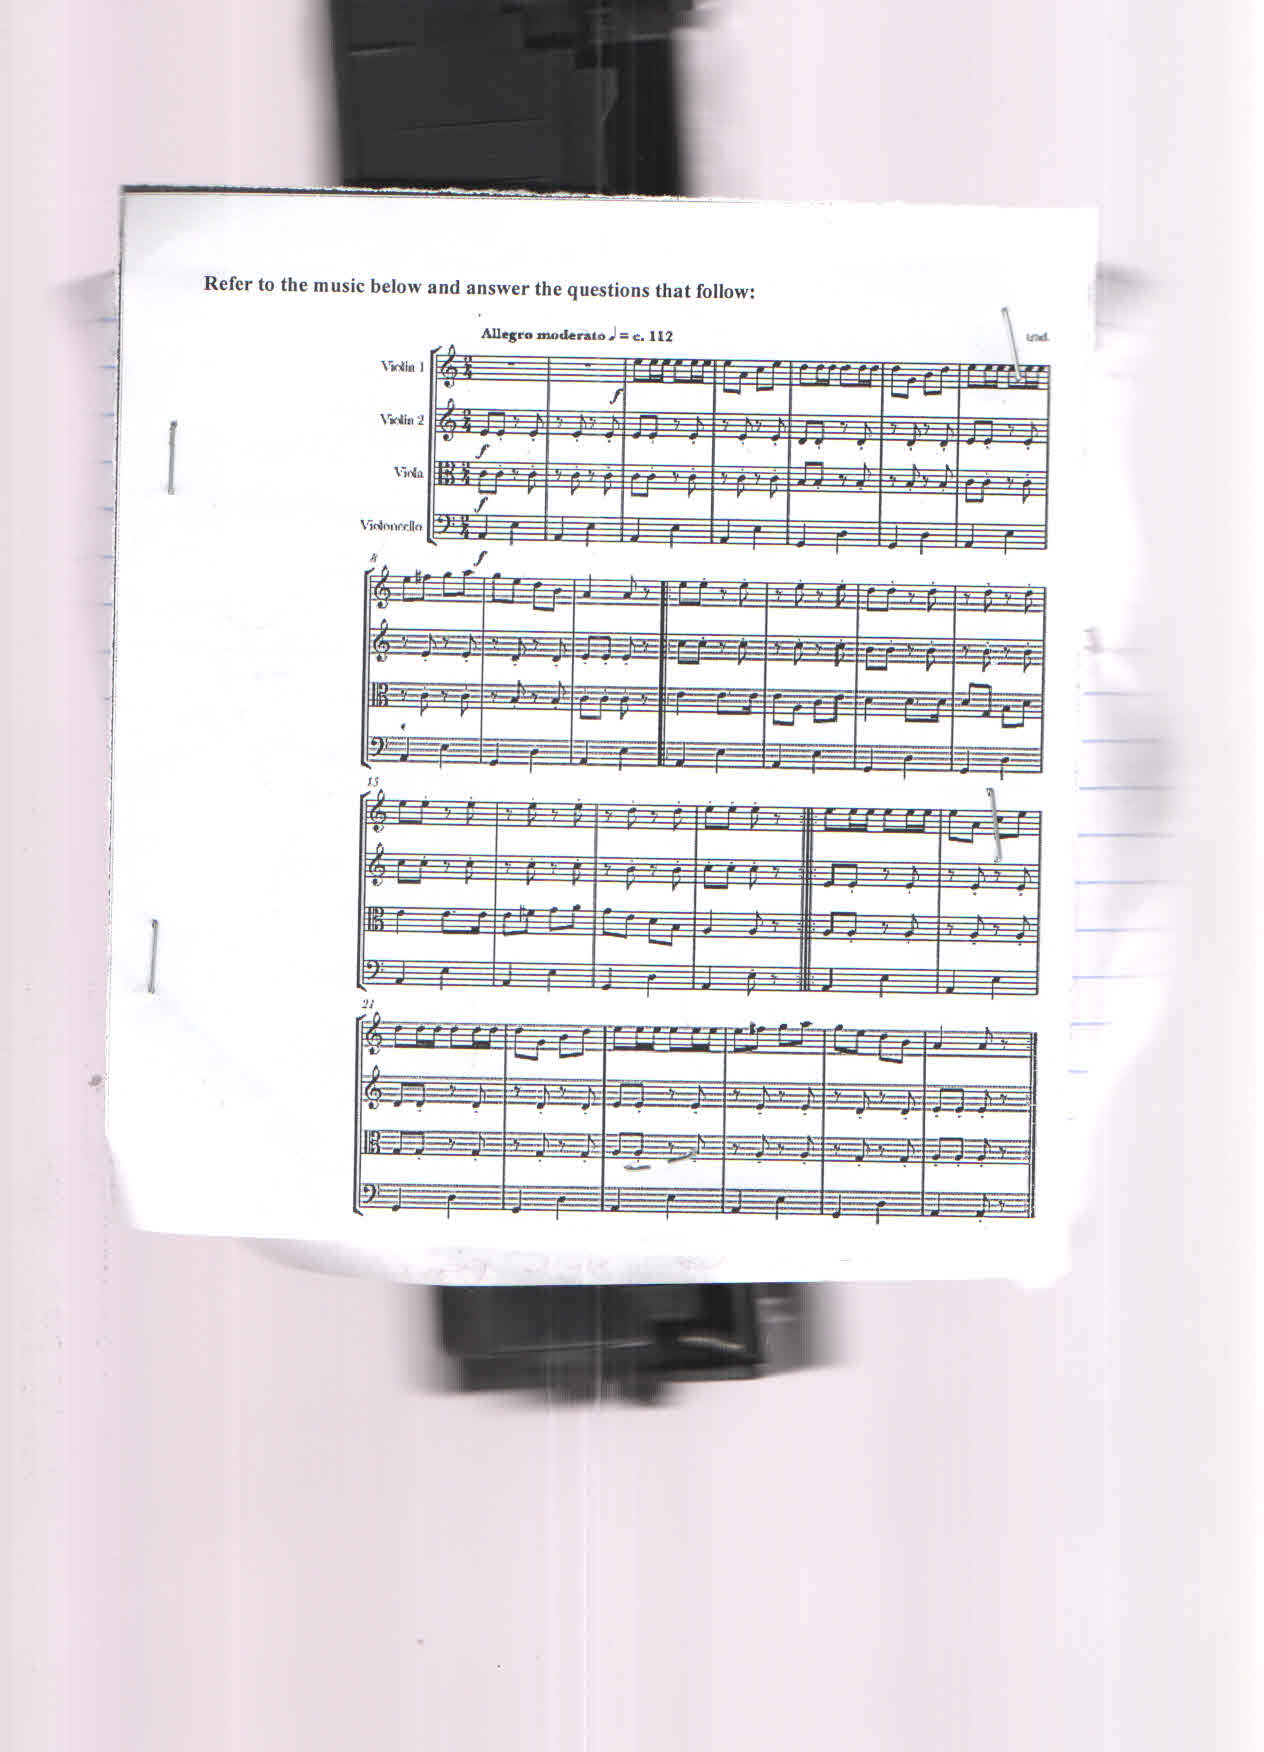 Refer to the music below and answer the questions that follow:
Allegro moderato ♩ = c. 112
trad.
Violin 1
f
Violin 2
f
Viola
f
Violoncello
f
8
15
21